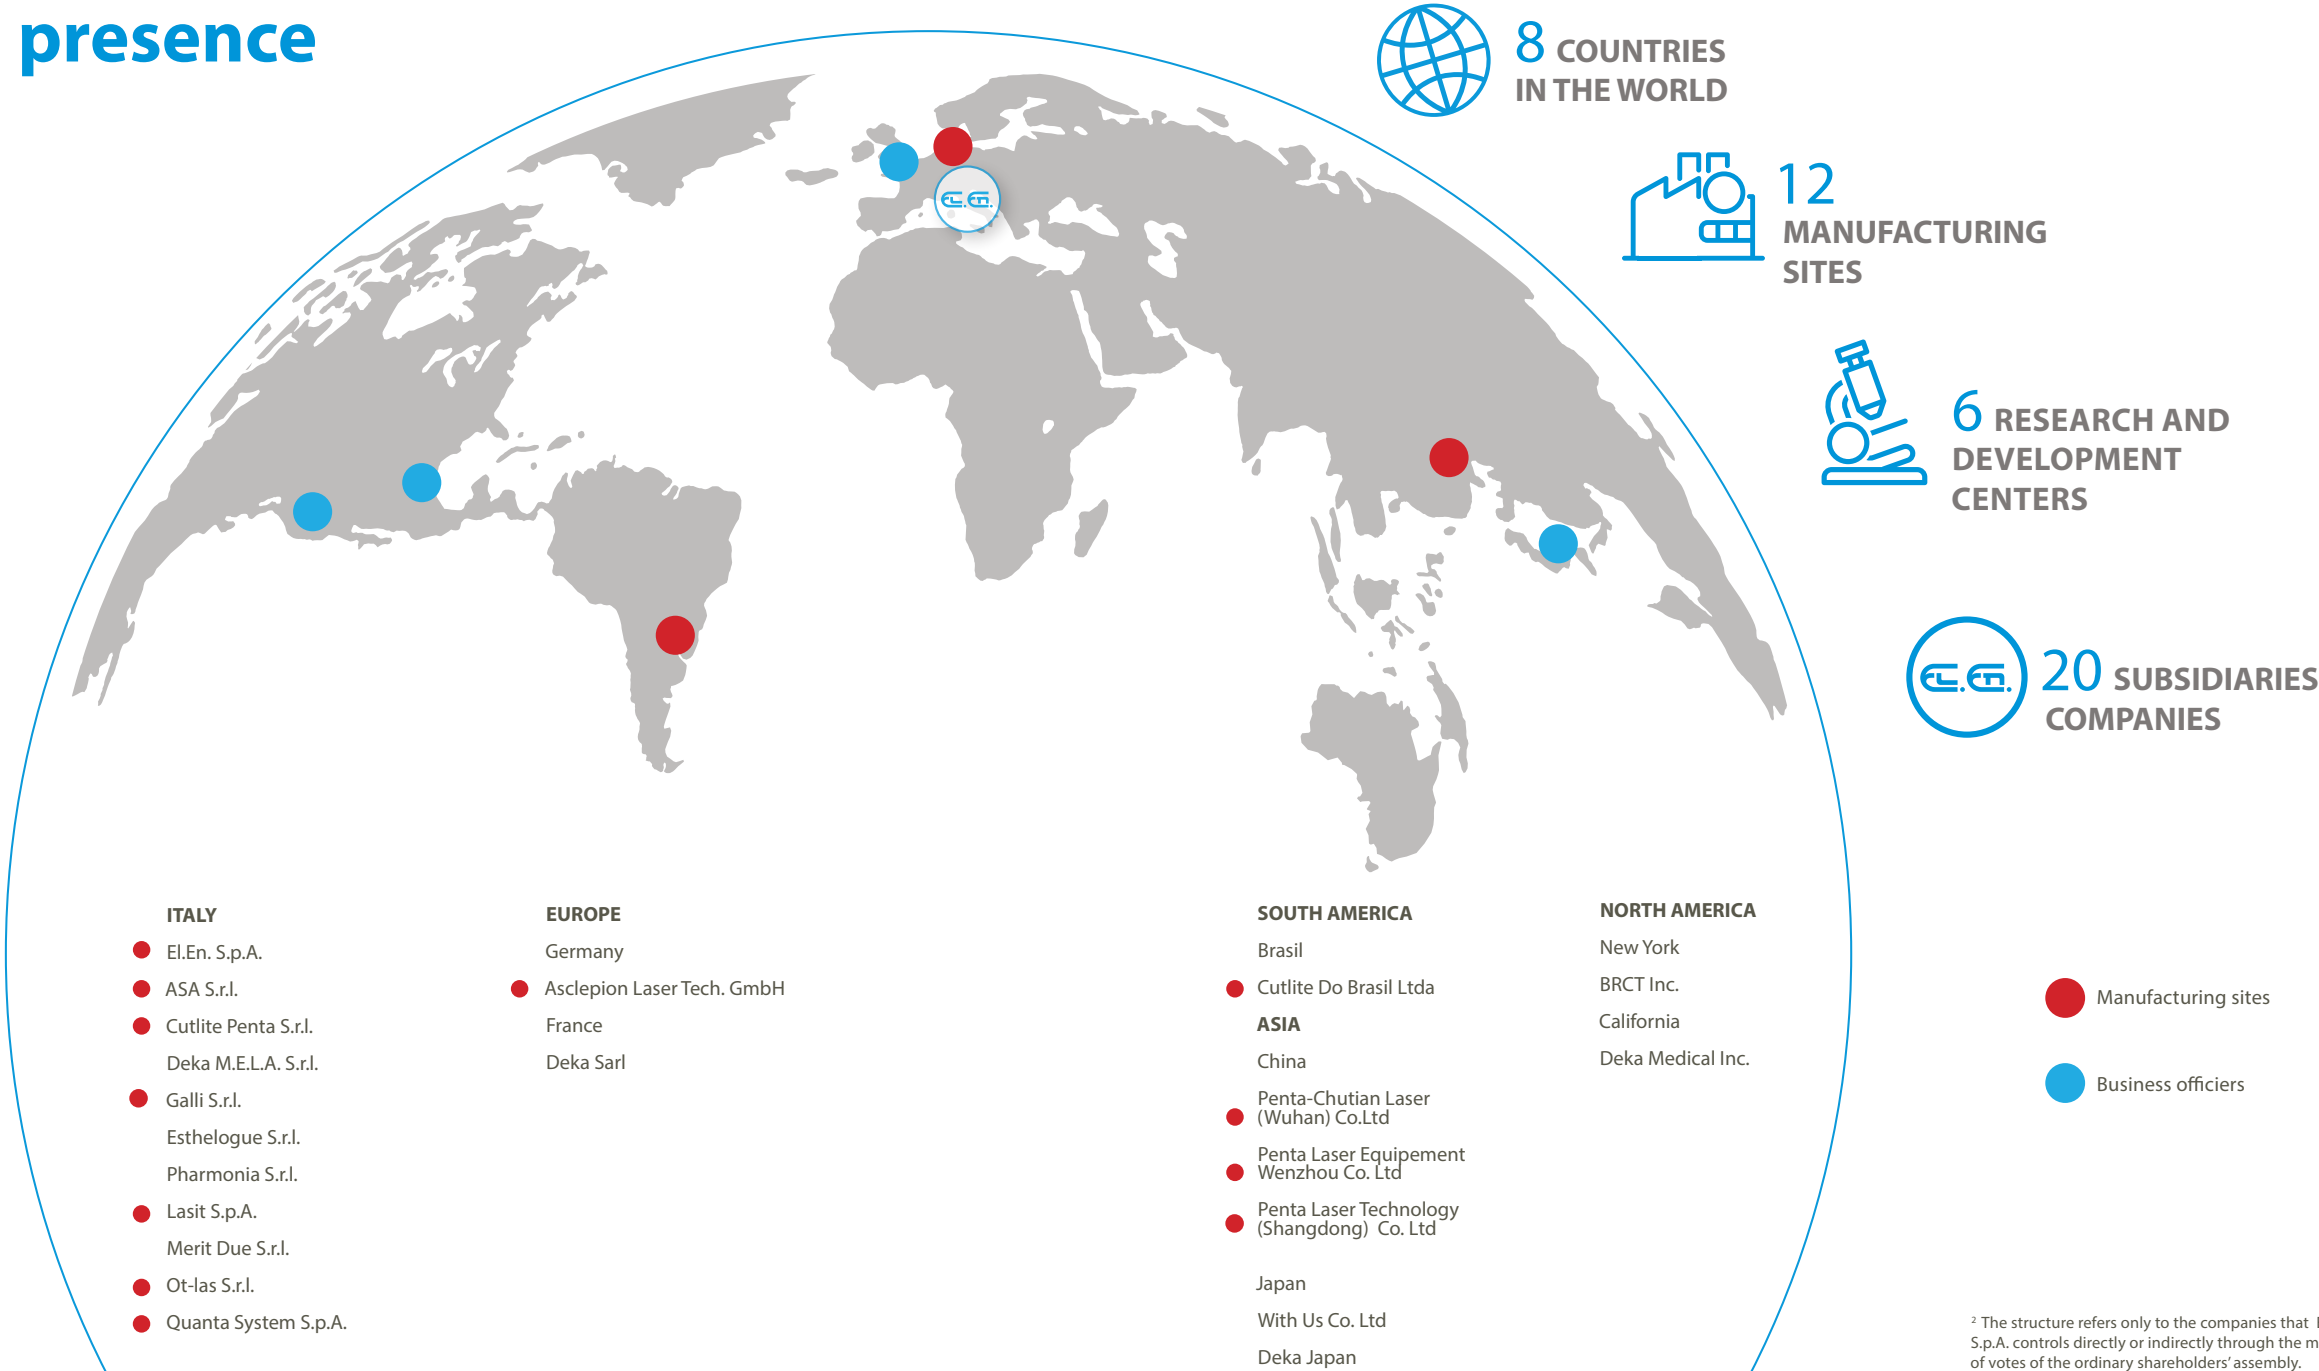 presence
8 COUNTRIES
IN THE WORLD
12
MANUFACTURING
SITES
6 RESEARCH AND
DEVELOPMENT
CENTERS
EL.En.
EL.En.
20 SUBSIDIARIES
COMPANIES
ITALY
El.En. S.p.A.
ASA S.r.l.
Cutlite Penta S.r.l.
Deka M.E.L.A. S.r.l.
Galli S.r.l.
Esthelogue S.r.l.
Pharmonia S.r.l.
Lasit S.p.A.
Merit Due S.r.l.
Ot-las S.r.l.
Quanta System S.p.A.
EUROPE
Germany
Asclepion Laser Tech. GmbH
France
Deka Sarl
SOUTH AMERICA
Brasil
Cutlite Do Brasil Ltda
ASIA
China
Penta-Chutian Laser
(Wuhan) Co.Ltd
Penta Laser Equipement
Wenzhou Co. Ltd
Penta Laser Technology
(Shangdong) Co. Ltd
Japan
With Us Co. Ltd
Deka Japan
NORTH AMERICA
New York
BRCT Inc.
California
Deka Medical Inc.
Manufacturing sites
Business officiers
2 The structure refers only to the companies that
S.p.A. controls directly or indirectly through the
of votes of the ordinary shareholders' assembly.